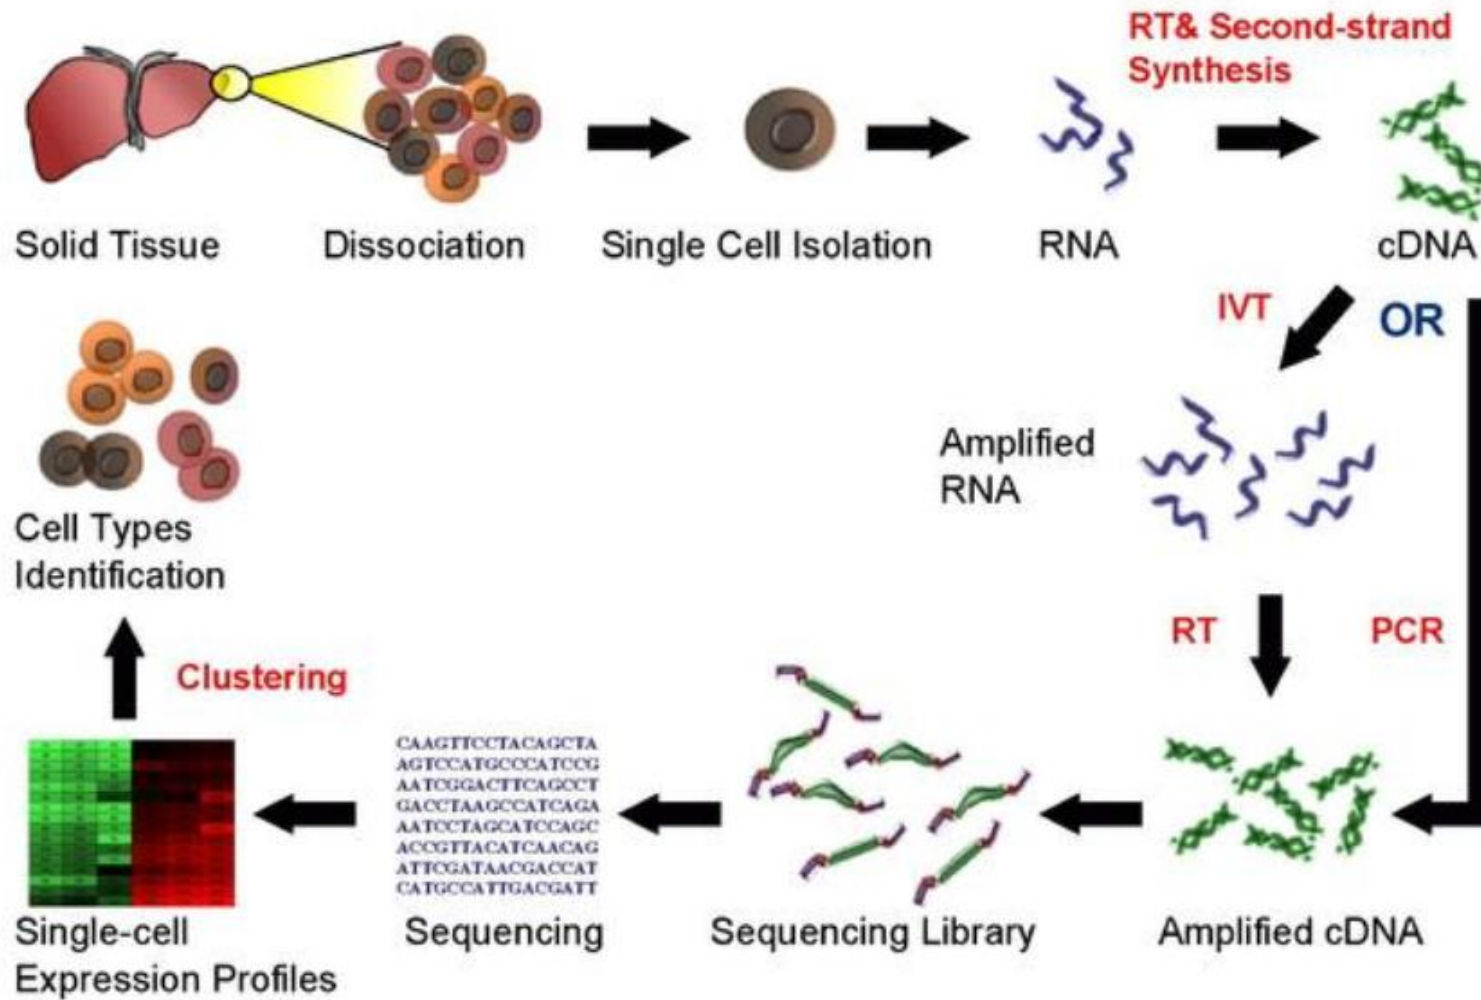 RT& Second-strand
Synthesis
Solid Tissue
Dissociation
Single Cell Isolation
RNA
cDNA
IVT
OR
Amplified
RNA
Cell Types
Identification
RT
PCR
Clustering
CAAGTTCCTACAGCTA
AGTCCATGCCCATCCG
AATCGGACTTCAGCCT
GACCTAAGCCATCAGA
AATCCTAGCATCCAGC
ACCGTTACATCAACAG
ATTCGATAACGACCAT
CATGCCATTGACGATT
Single-cell
Expression Profiles
Sequencing
Sequencing Library
Amplified cDNA